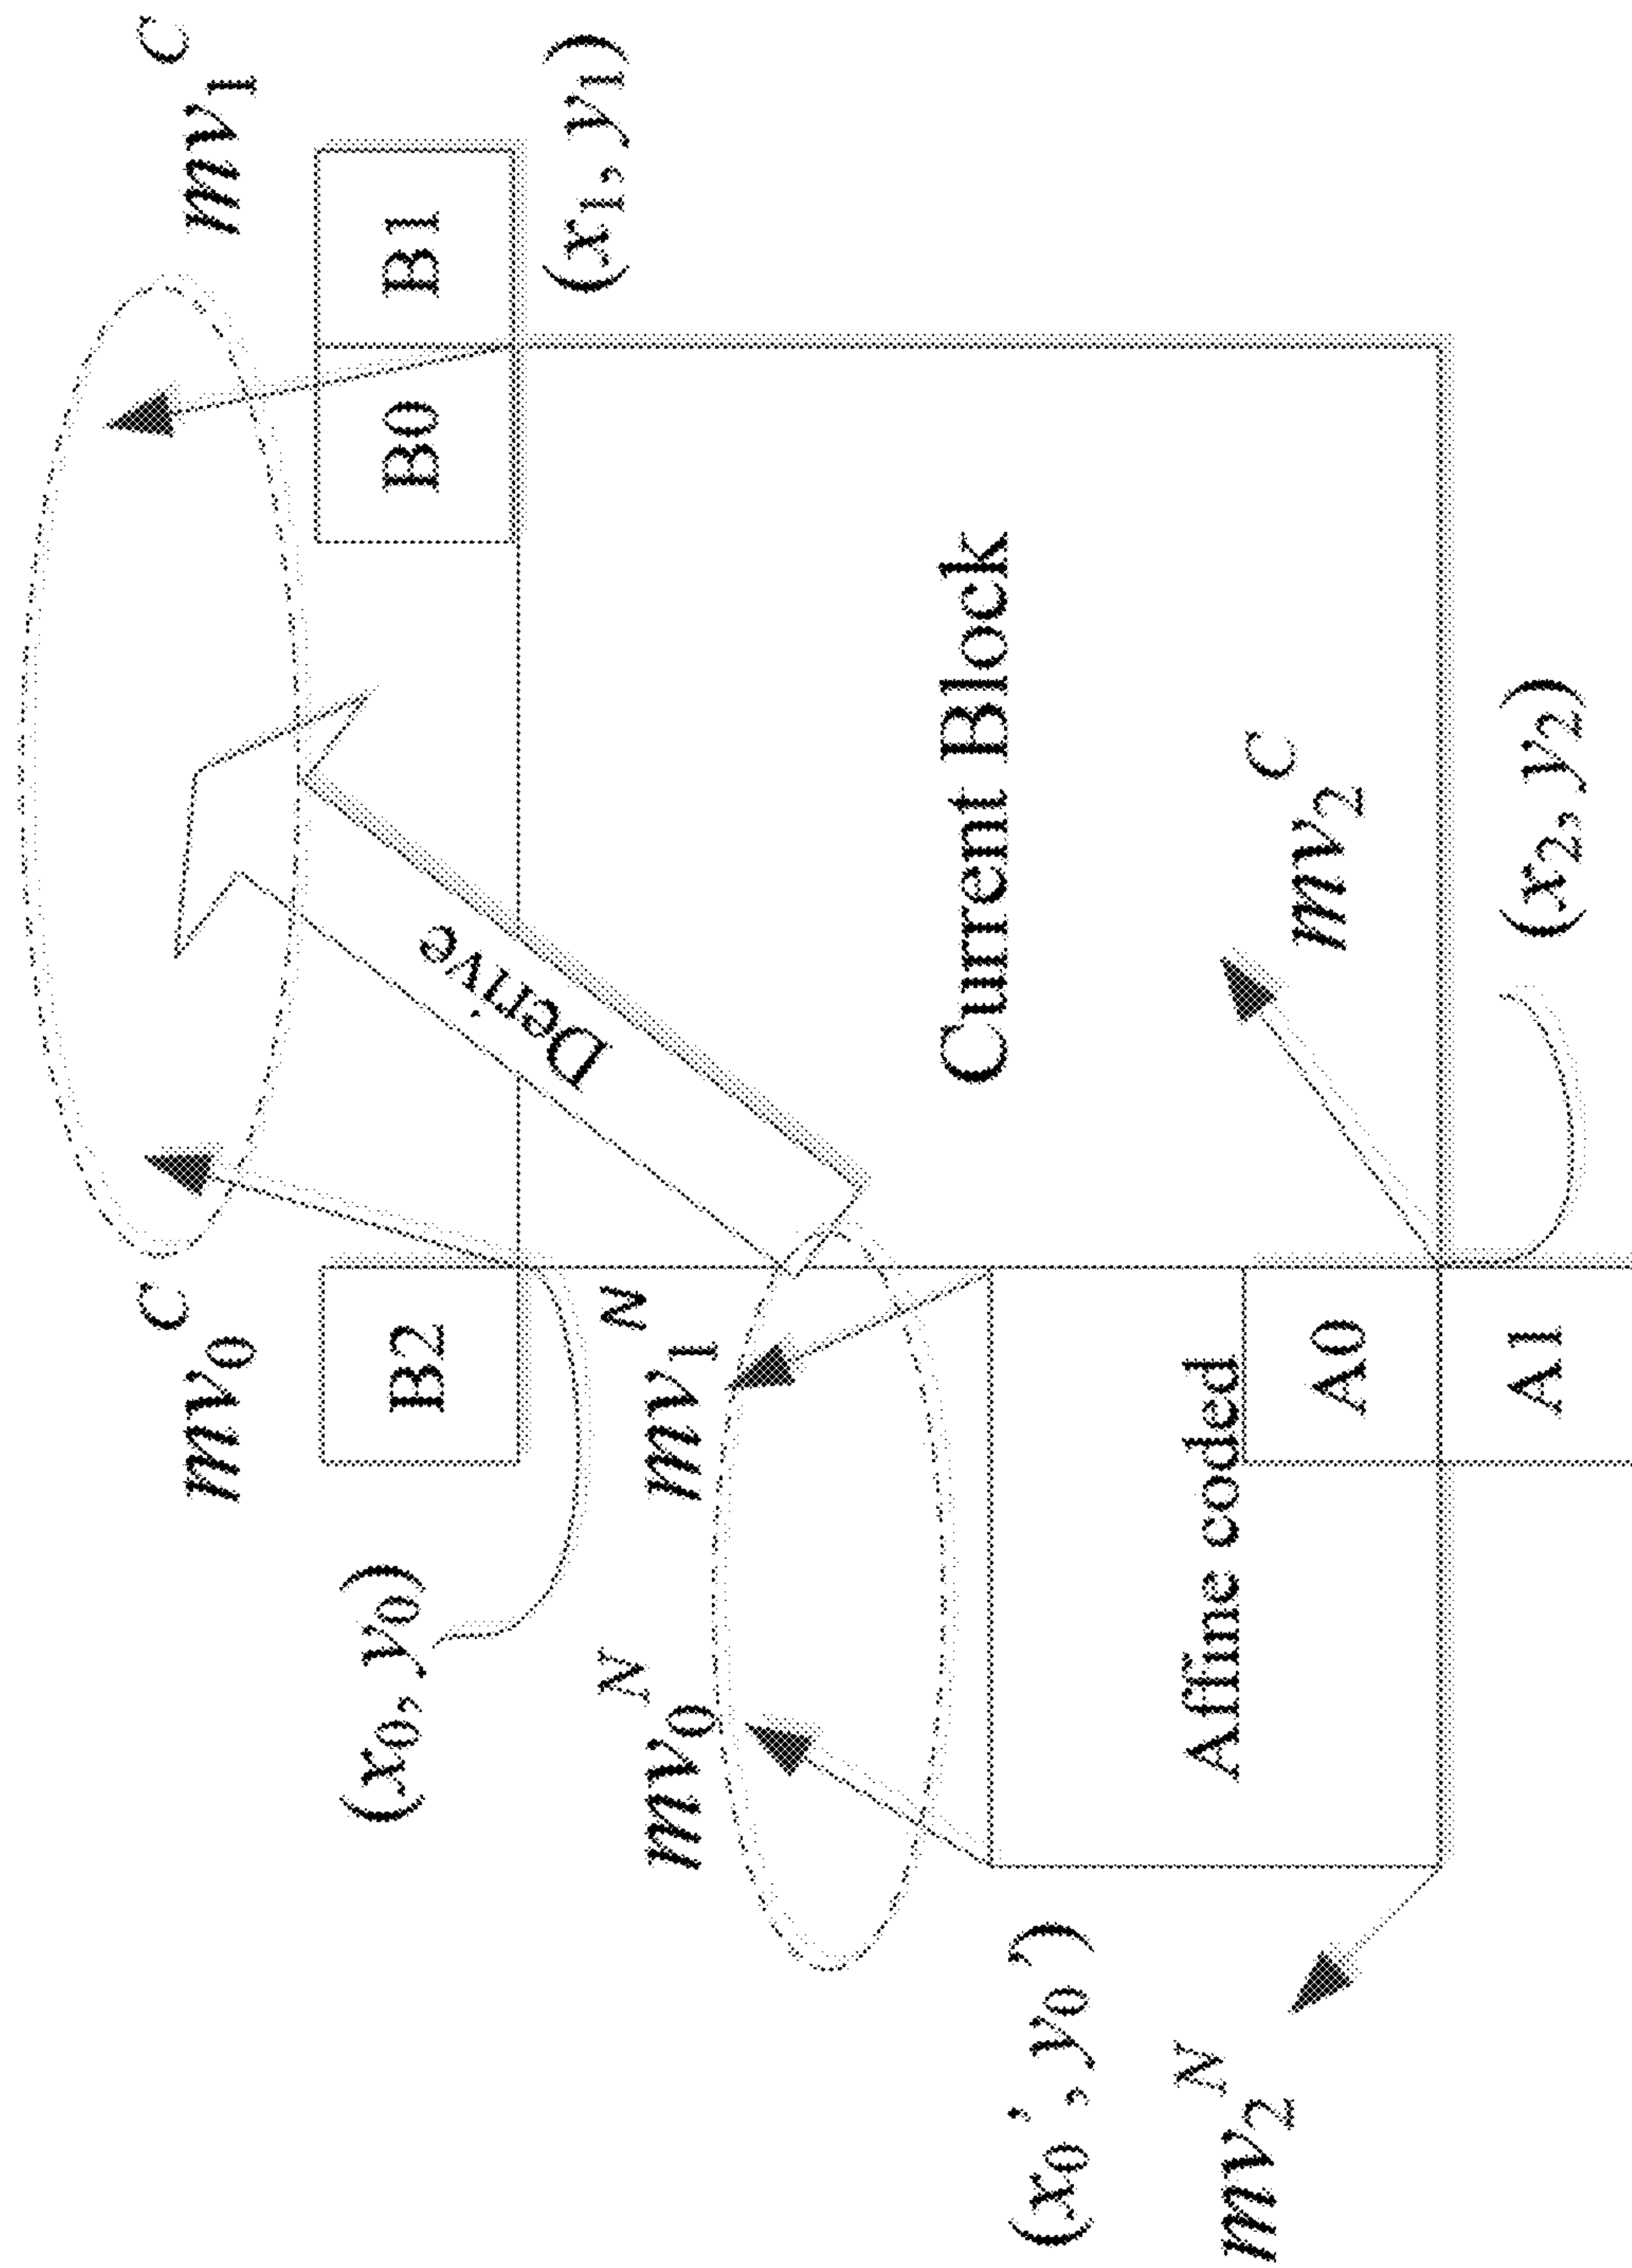 mv₀ᶜ
mv₁ᶜ
B2
B0
B1
(x₀, y₀)
(x₁, y₁)
Derive
mv₀ᴺ
mv₁ᴺ
Current Block
(x₀', y₀')
Affine coded
mv₂ᴺ
A0
mv₂ᶜ
A1
(x₂, y₂)